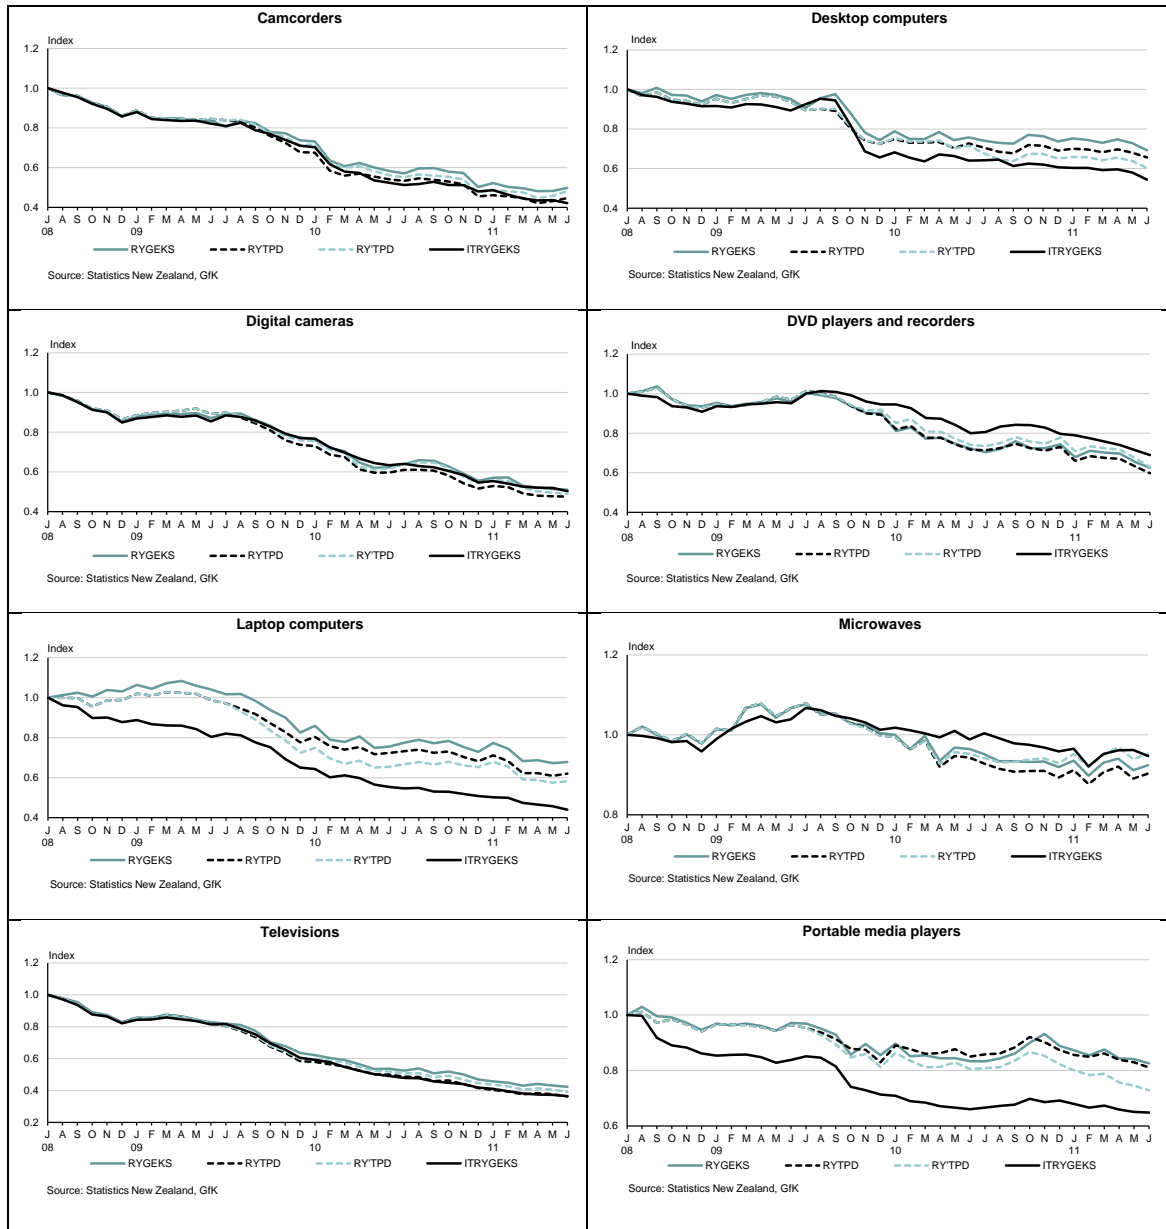 Camcorders
Index
1.2
1.0
0.8
0.6
0.4
J A S O N D J F M A M J J A S O N D J F M A M J J A S O N D J F M A M J
08 09 10 11
RYGEKS RYTPD RY'TPD ITRYGEKS
Source: Statistics New Zealand, GfK
Desktop computers
Index
1.2
1.0
0.8
0.6
0.4
J A S O N D J F M A M J J A S O N D J F M A M J J A S O N D J F M A M J
08 09 10 11
RYGEKS RYTPD RY'TPD ITRYGEKS
Source: Statistics New Zealand, GfK
Digital cameras
Index
1.2
1.0
0.8
0.6
0.4
J A S O N D J F M A M J J A S O N D J F M A M J J A S O N D J F M A M J
08 09 10 11
RYGEKS RYTPD RY'TPD ITRYGEKS
Source: Statistics New Zealand, GfK
DVD players and recorders
Index
1.2
1.0
0.8
0.6
0.4
J A S O N D J F M A M J J A S O N D J F M A M J J A S O N D J F M A M J
08 09 10 11
RYGEKS RYTPD RY'TPD ITRYGEKS
Source: Statistics New Zealand, GfK
Laptop computers
Index
1.2
1.0
0.8
0.6
0.4
J A S O N D J F M A M J J A S O N D J F M A M J J A S O N D J F M A M J
08 09 10 11
RYGEKS RYTPD RY'TPD ITRYGEKS
Source: Statistics New Zealand, GfK
Microwaves
Index
1.2
1.0
0.8
J A S O N D J F M A M J J A S O N D J F M A M J J A S O N D J F M A M J
08 09 10 11
RYGEKS RYTPD RY'TPD ITRYGEKS
Source: Statistics New Zealand, GfK
Televisions
Index
1.2
1.0
0.8
0.6
0.4
0.2
J A S O N D J F M A M J J A S O N D J F M A M J J A S O N D J F M A M J
08 09 10 11
RYGEKS RYTPD RY'TPD ITRYGEKS
Source: Statistics New Zealand, GfK
Portable media players
Index
1.2
1.0
0.8
0.6
J A S O N D J F M A M J J A S O N D J F M A M J J A S O N D J F M A M J
08 09 10 11
RYGEKS RYTPD RY'TPD ITRYGEKS
Source: Statistics New Zealand, GfK